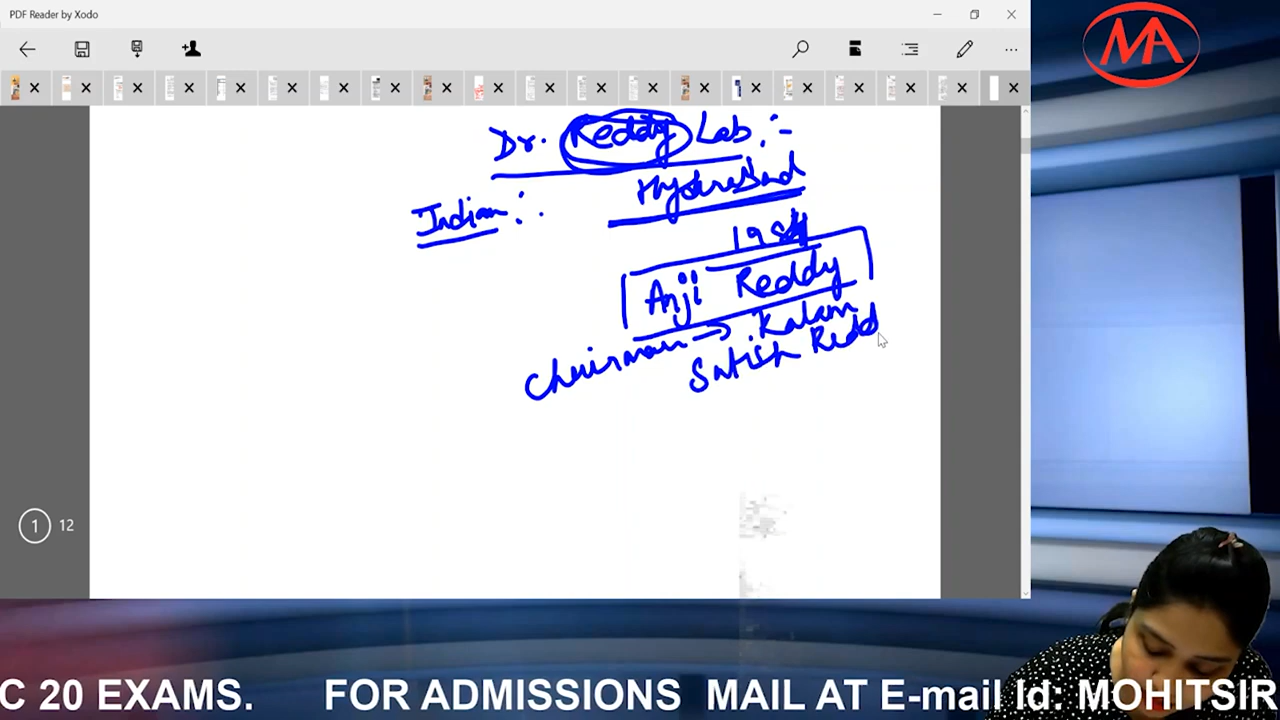 PDF Reader by Xodo
MA
Dr. Reddy Lab :-
Hyderabad
Indian :.
1984
Anji Reddy
Chairman → Kalam
Satish Redd
1 12
C 20 EXAMS. FOR ADMISSIONS MAIL AT E-mail Id: MOHITSIR